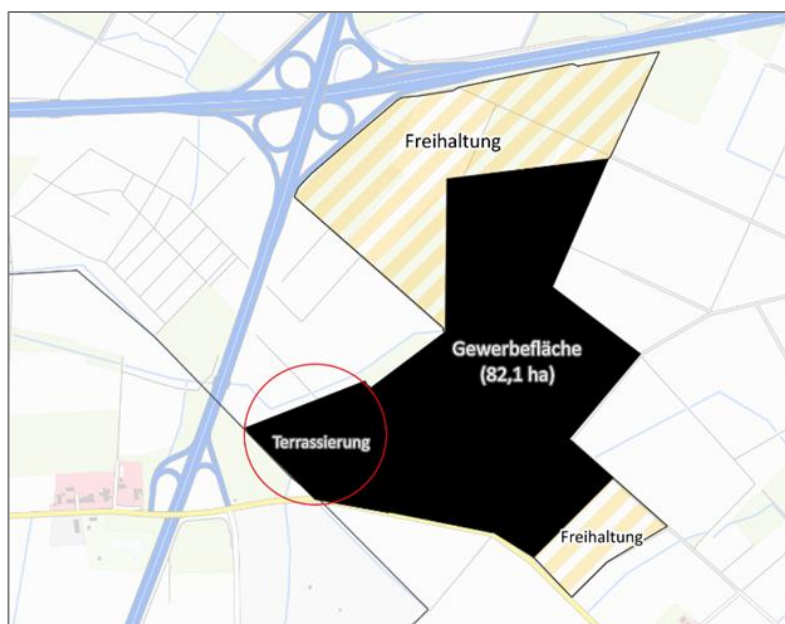 Freihaltung
Gewerbefläche
(82,1 ha)
Terrassierung
Freihaltung